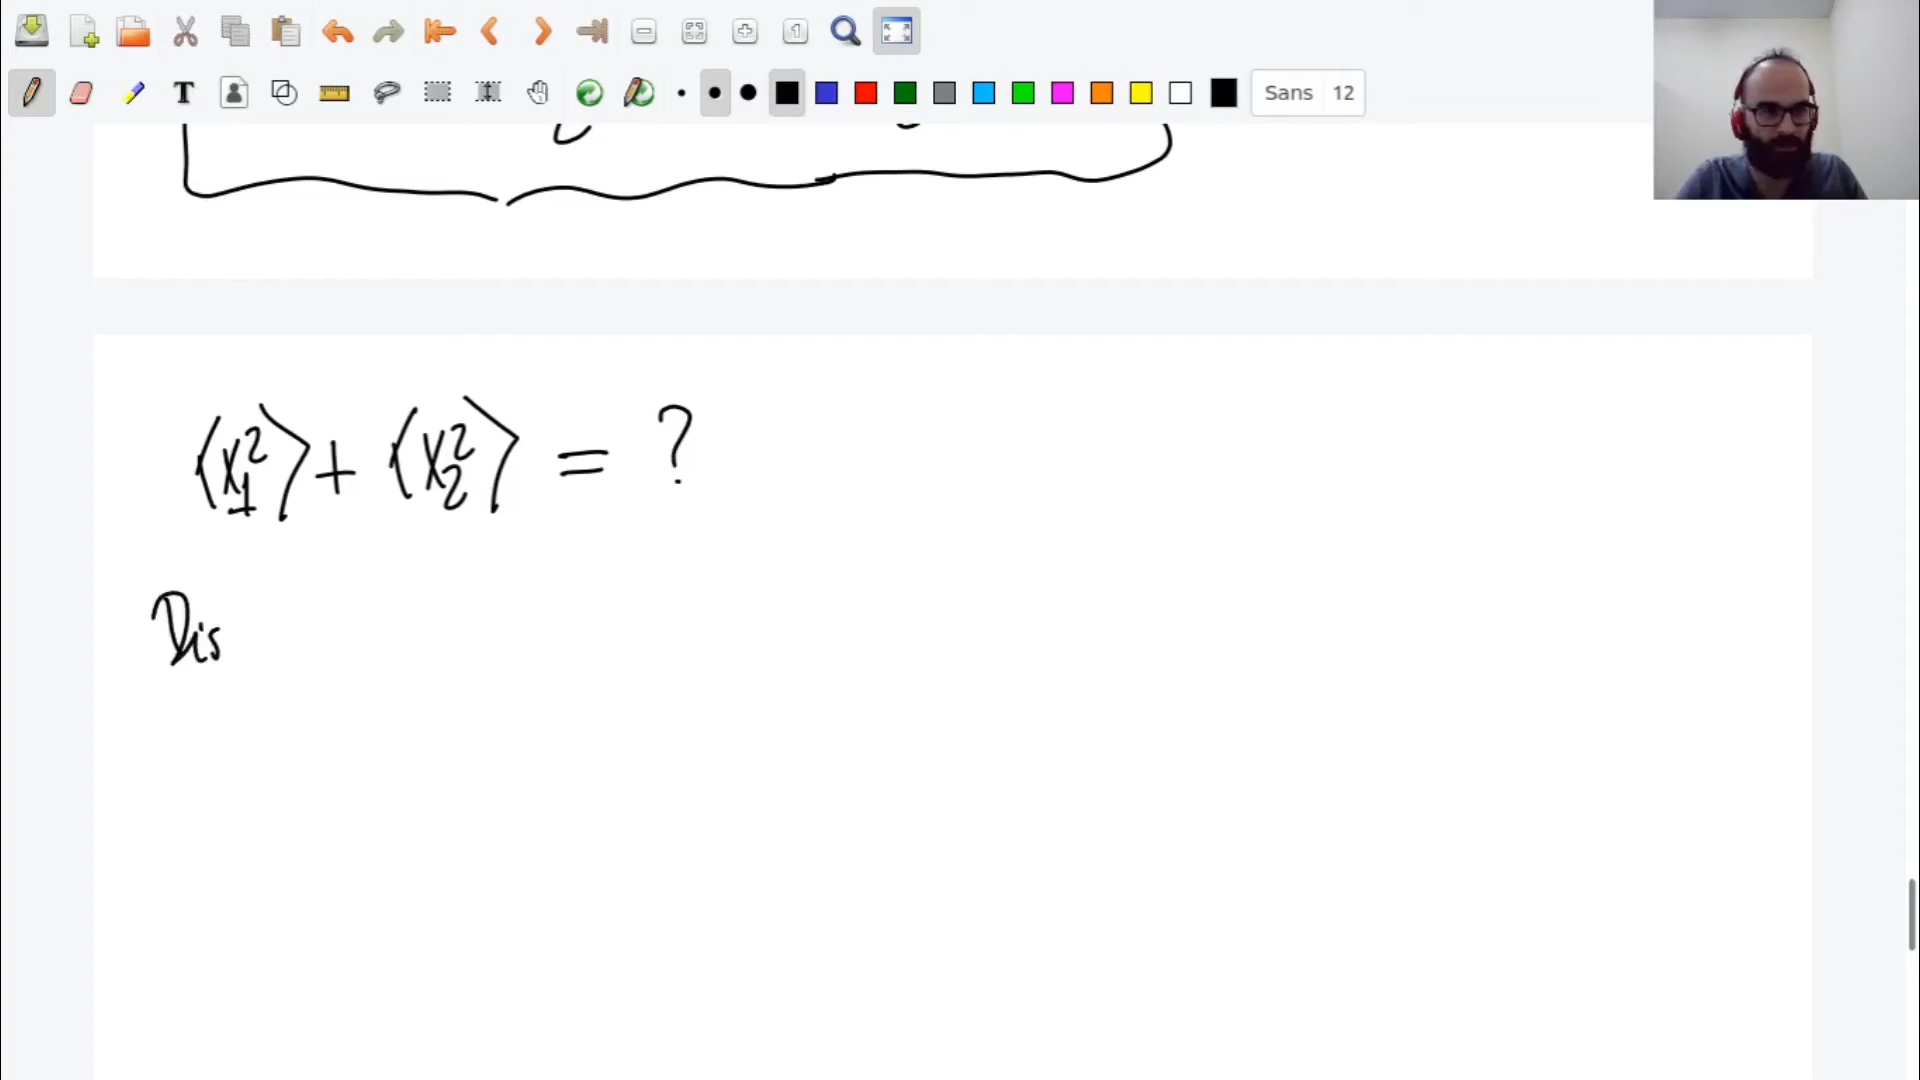 T Sans 12
⟨x₁²⟩ + ⟨x₂²⟩ = ?
Dis